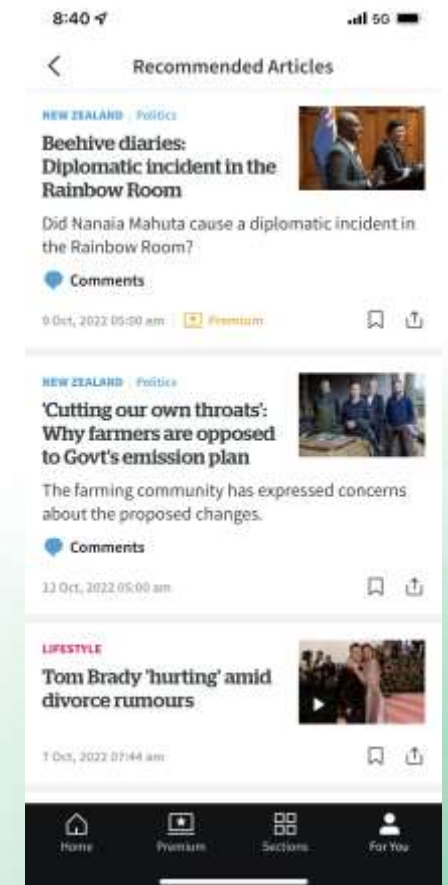 8:40
5G
Recommended Articles
NEW ZEALAND | Politics
Beehive diaries:
Diplomatic incident in the
Rainbow Room
Did Nanaia Mahuta cause a diplomatic incident in
the Rainbow Room?
Comments
9 Oct, 2022 05:00 am | Premium
NEW ZEALAND | Politics
'Cutting our own throats':
Why farmers are opposed
to Govt's emission plan
The farming community has expressed concerns
about the proposed changes.
Comments
12 Oct, 2022 05:00 am
LIFESTYLE
Tom Brady 'hurting' amid
divorce rumours
7 Oct, 2022 07:44 am
Home
Premium
Sections
For You